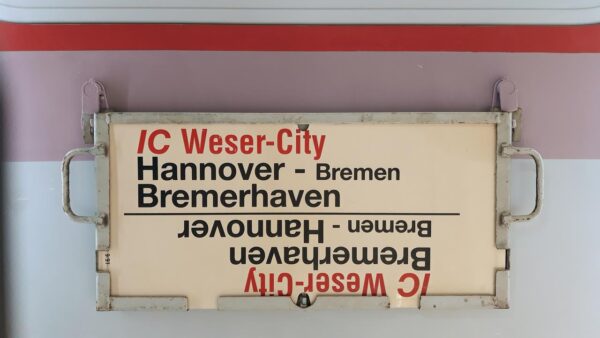 IC Weser-City
Hannover - Bremen
Bremerhaven
Bremen - Hannover
Bremerhaven
IC Weser-City